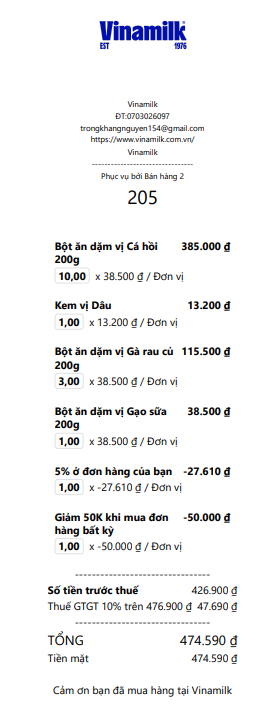 Vinamilk
EST 1976
Vinamilk
ĐT:0703026097
trongkhangnguyen154@gmail.com
https://www.vinamilk.com.vn/
Vinamilk
--------------------------------
Phục vụ bởi Bán hàng 2
205
Bột ăn dặm vị Cá hồi 385.000 ₫
200g
10,00 x 38.500 ₫ / Đơn vị
Kem vị Dâu 13.200 ₫
1,00 x 13.200 ₫ / Đơn vị
Bột ăn dặm vị Gà rau củ 115.500 ₫
200g
3,00 x 38.500 ₫ / Đơn vị
Bột ăn dặm vị Gạo sữa 38.500 ₫
200g
1,00 x 38.500 ₫ / Đơn vị
5% ở đơn hàng của bạn -27.610 ₫
1,00 x -27.610 ₫ / Đơn vị
Giảm 50K khi mua đơn -50.000 ₫
hàng bất kỳ
1,00 x -50.000 ₫ / Đơn vị
--------------------------------
Số tiền trước thuế 426.900 ₫
Thuế GTGT 10% trên 476.900 ₫ 47.690 ₫
--------------------------------
TỔNG 474.590 ₫
Tiền mặt 474.590 ₫
Cảm ơn bạn đã mua hàng tại Vinamilk